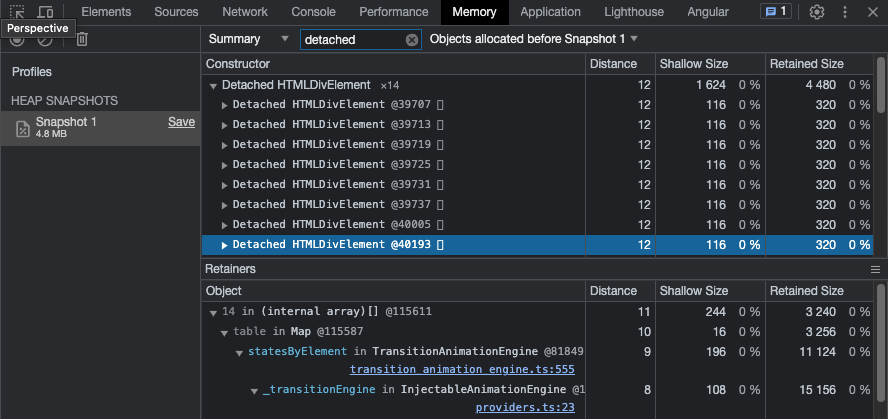 Elements Sources Network Console Performance Memory Application Lighthouse Angular 1
Perspective
Summary detached Objects allocated before Snapshot 1
Profiles
HEAP SNAPSHOTS
Snapshot 1 Save
4.8 MB
Constructor Distance Shallow Size Retained Size
Detached HTMLDivElement ×14 12 1 624 0 % 4 480 0 %
Detached HTMLDivElement @39707 [] 12 116 0 % 320 0 %
Detached HTMLDivElement @39713 [] 12 116 0 % 320 0 %
Detached HTMLDivElement @39719 [] 12 116 0 % 320 0 %
Detached HTMLDivElement @39725 [] 12 116 0 % 320 0 %
Detached HTMLDivElement @39731 [] 12 116 0 % 320 0 %
Detached HTMLDivElement @39737 [] 12 116 0 % 320 0 %
Detached HTMLDivElement @40005 [] 12 116 0 % 320 0 %
Detached HTMLDivElement @40193 [] 12 116 0 % 320 0 %
Retainers
Object Distance Shallow Size Retained Size
14 in (internal array)[] @115611 11 244 0 % 3 240 0 %
table in Map @115587 10 16 0 % 3 256 0 %
statesByElement in TransitionAnimationEngine @81849 9 196 0 % 11 124 0 %
transition_animation_engine.ts:555
_transitionEngine in InjectableAnimationEngine @1 8 108 0 % 15 156 0 %
providers.ts:23